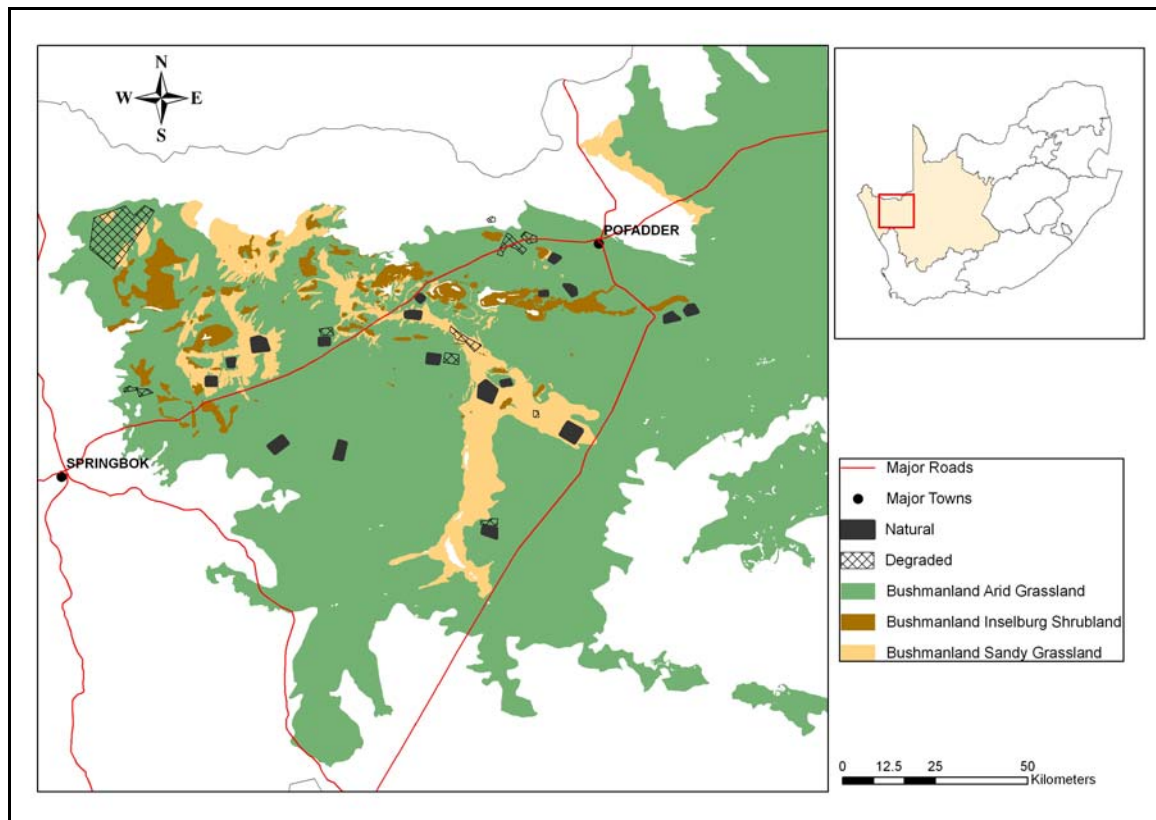 N
W E
S
POFADDER
SPRINGBOK
Major Roads
Major Towns
Natural
Degraded
Bushmanland Arid Grassland
Bushmanland Inselburg Shrubland
Bushmanland Sandy Grassland
0 12.5 25 50
Kilometers